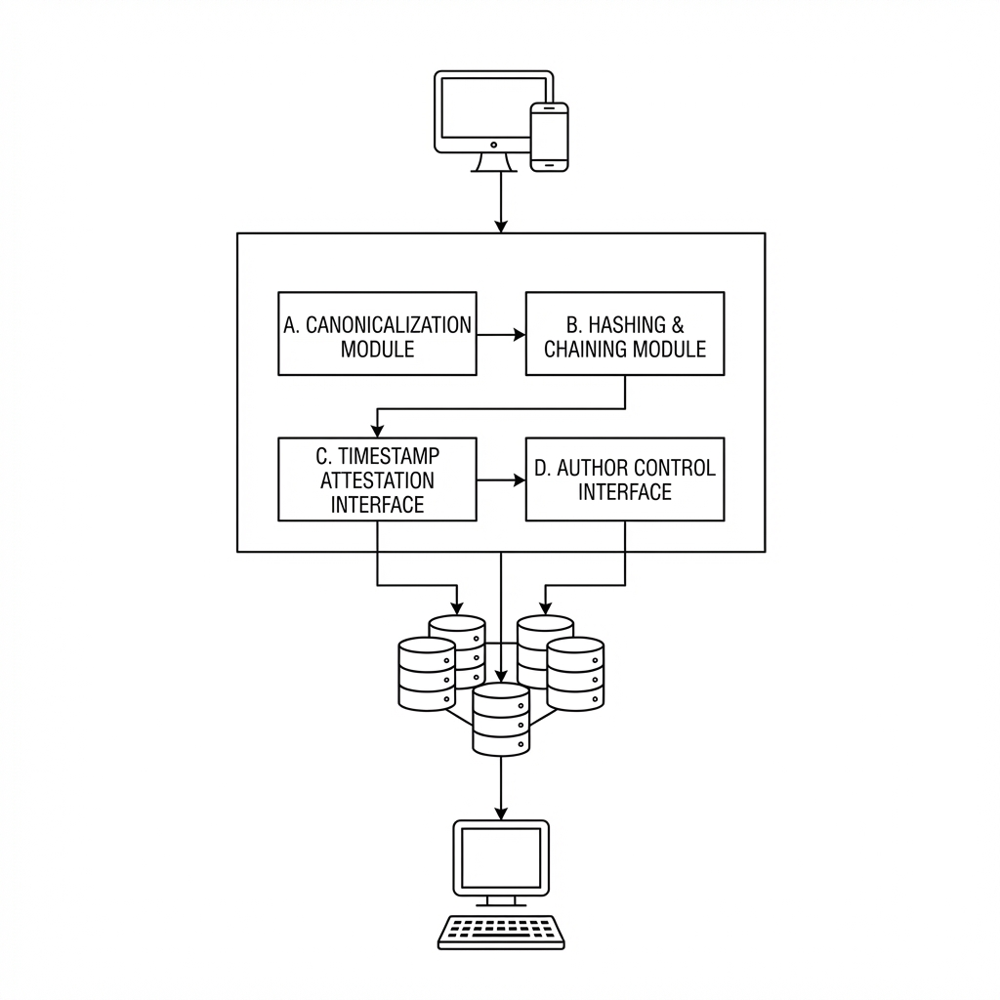 A. CANONICALIZATION
MODULE
B. HASHING &
CHAINING MODULE
C. TIMESTAMP
ATTESTATION
INTERFACE
D. AUTHOR CONTROL
INTERFACE